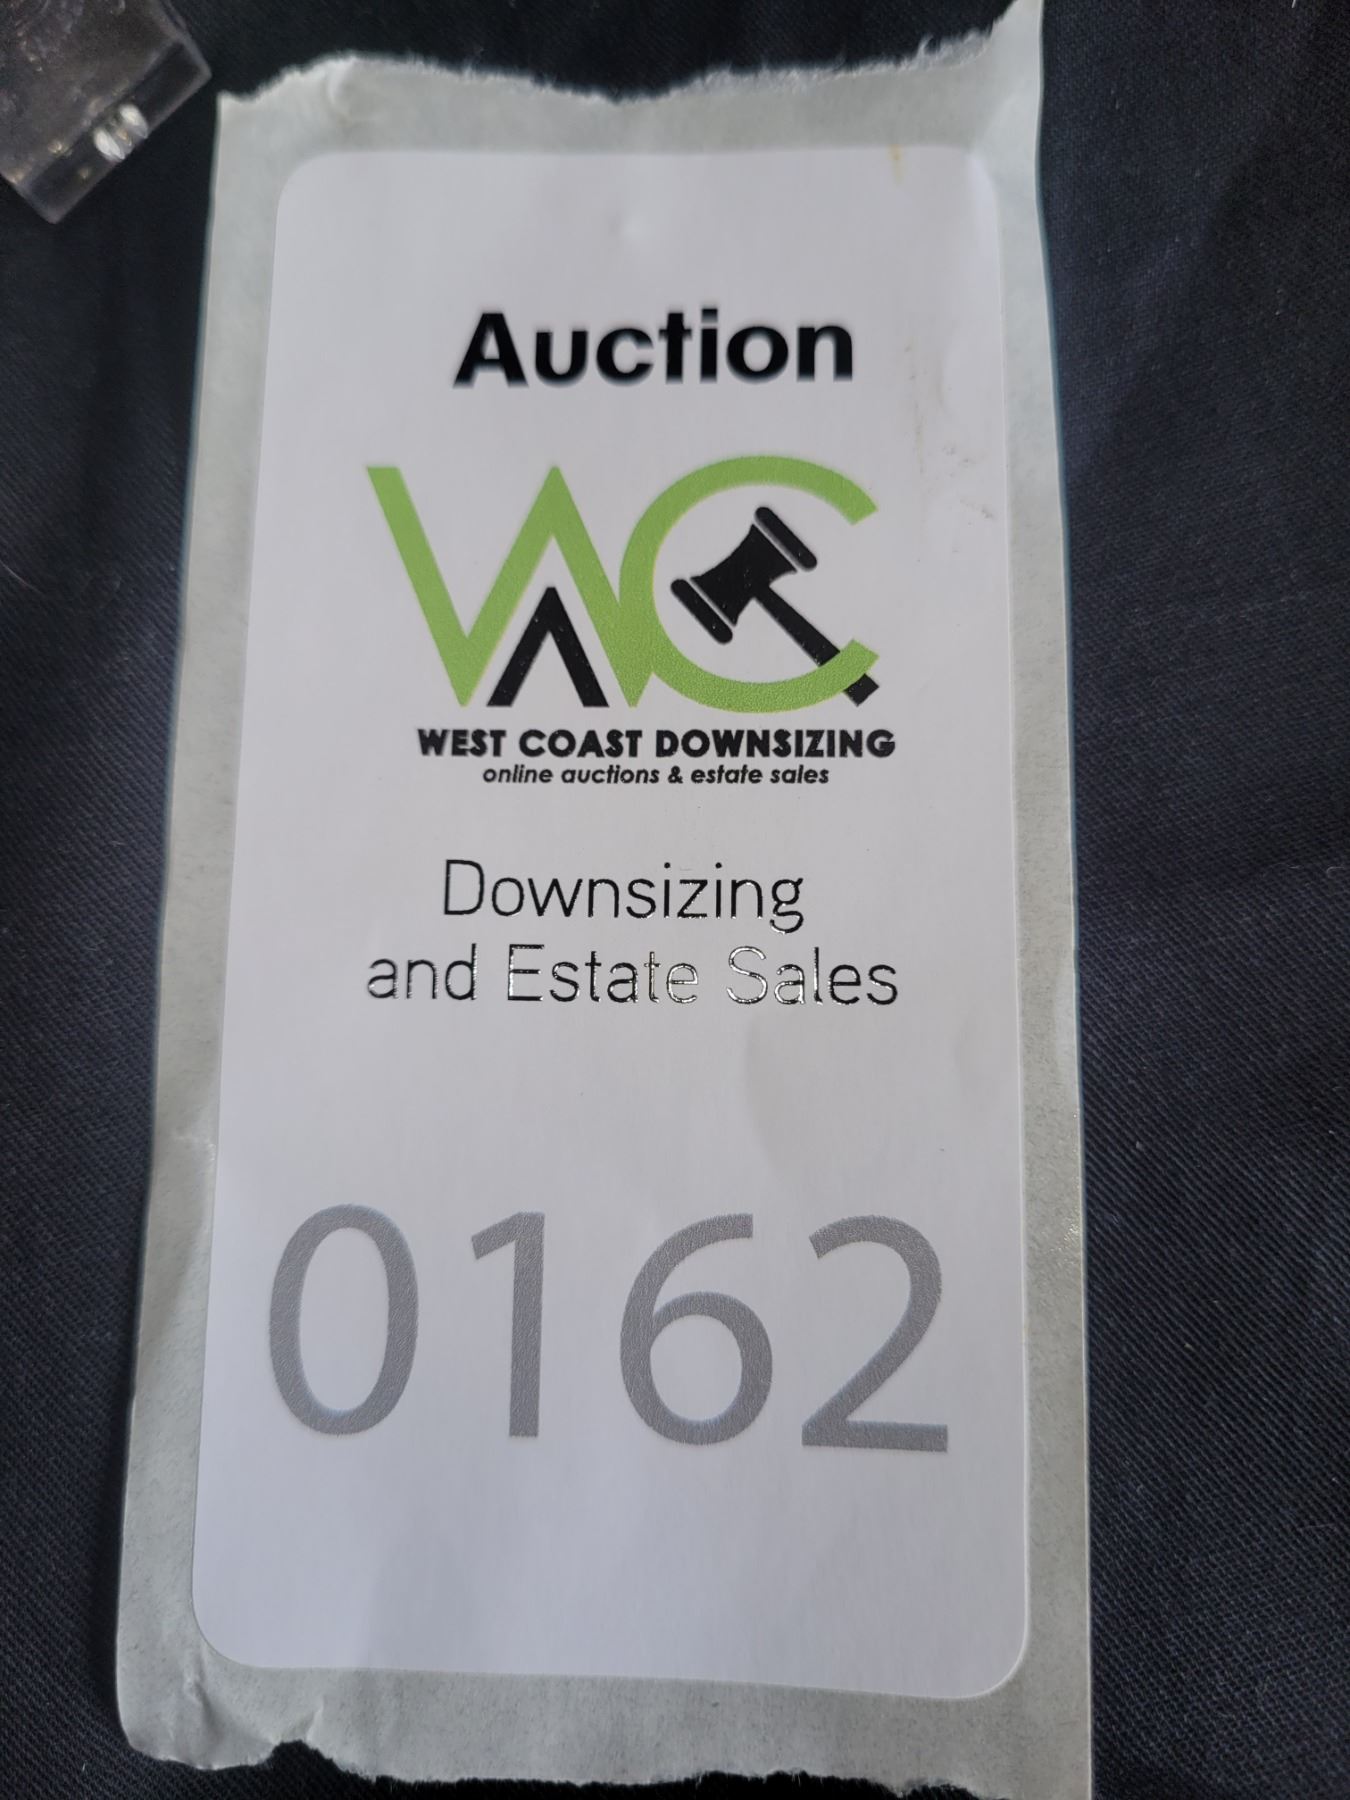 Auction
WC
WEST COAST DOWNSIZING
online auctions & estate sales
Downsizing
and Estate Sales
0162